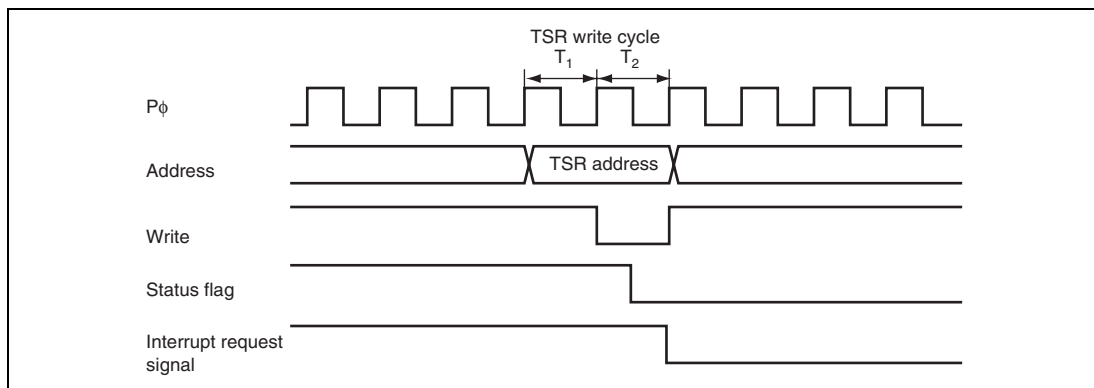 TSR write cycle
T1 T2
Pϕ
Address
TSR address
Write
Status flag
Interrupt request
signal